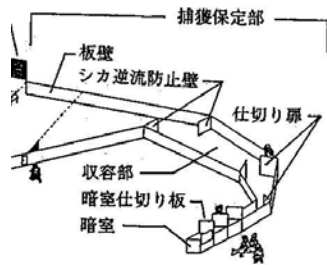 捕獲保定部
板壁
シカ逆流防止壁
仕切り扉
収容部
暗室仕切り板
暗室